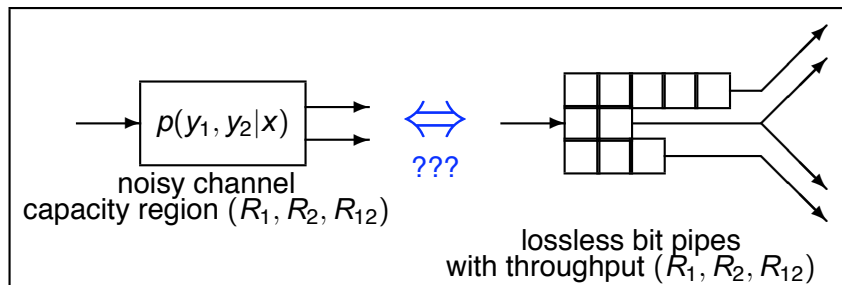 p(y₁, y₂|x)
???
noisy channel
capacity region (R₁, R₂, R₁₂)
lossless bit pipes
with throughput (R₁, R₂, R₁₂)